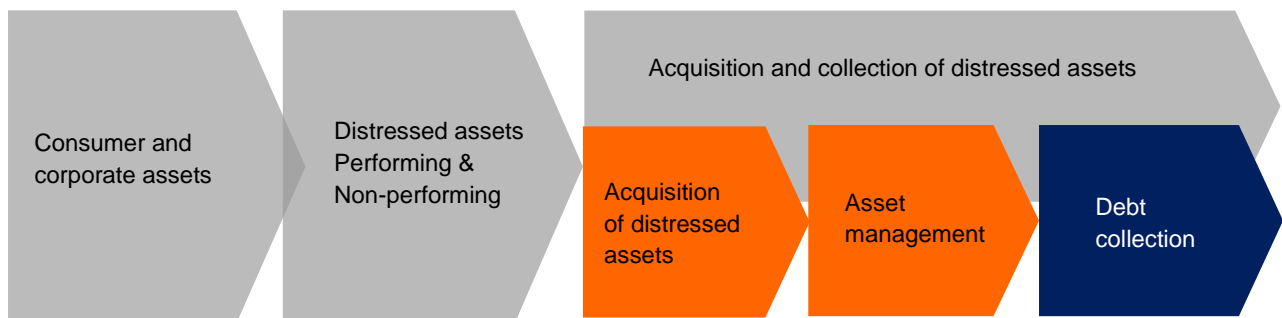 Consumer and
corporate assets
Distressed assets
Performing &
Non-performing
Acquisition and collection of distressed assets
Acquisition
of distressed
assets
Asset
management
Debt
collection